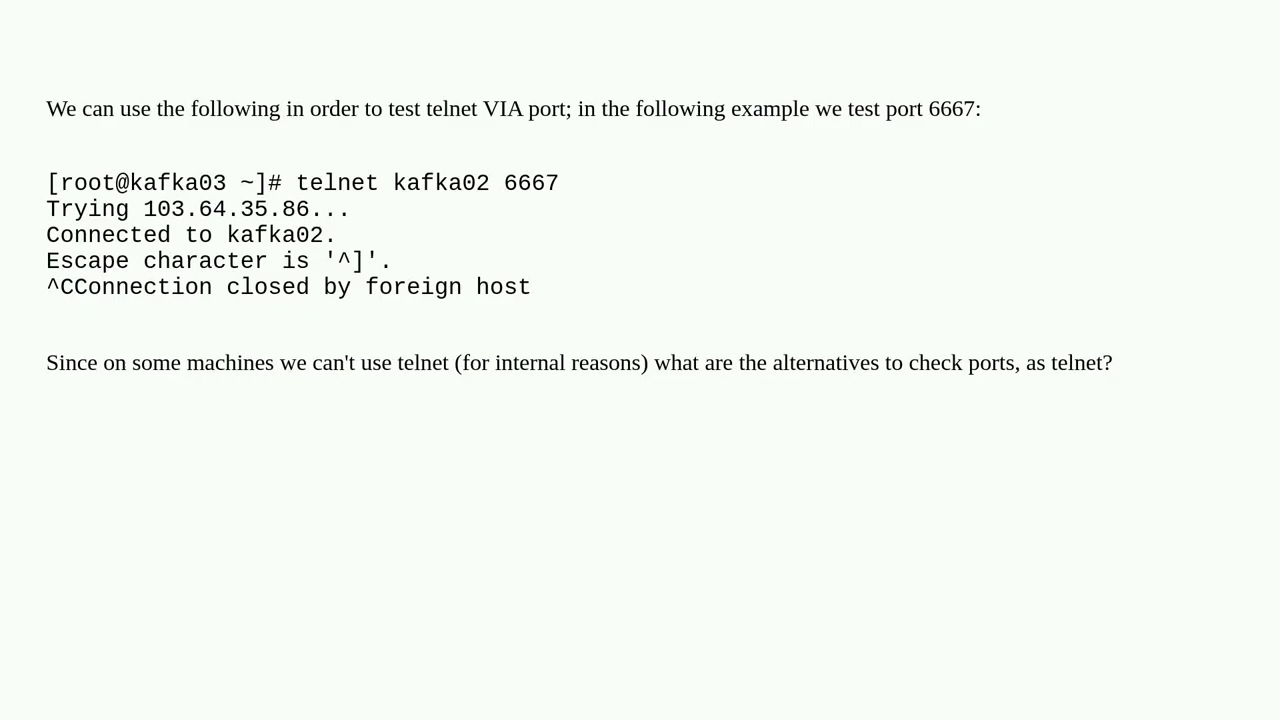 We can use the following in order to test telnet VIA port; in the following example we test port 6667:
[root@kafka03 ~]# telnet kafka02 6667
Trying 103.64.35.86...
Connected to kafka02.
Escape character is '^]'.
^CConnection closed by foreign host
Since on some machines we can't use telnet (for internal reasons) what are the alternatives to check ports, as telnet?